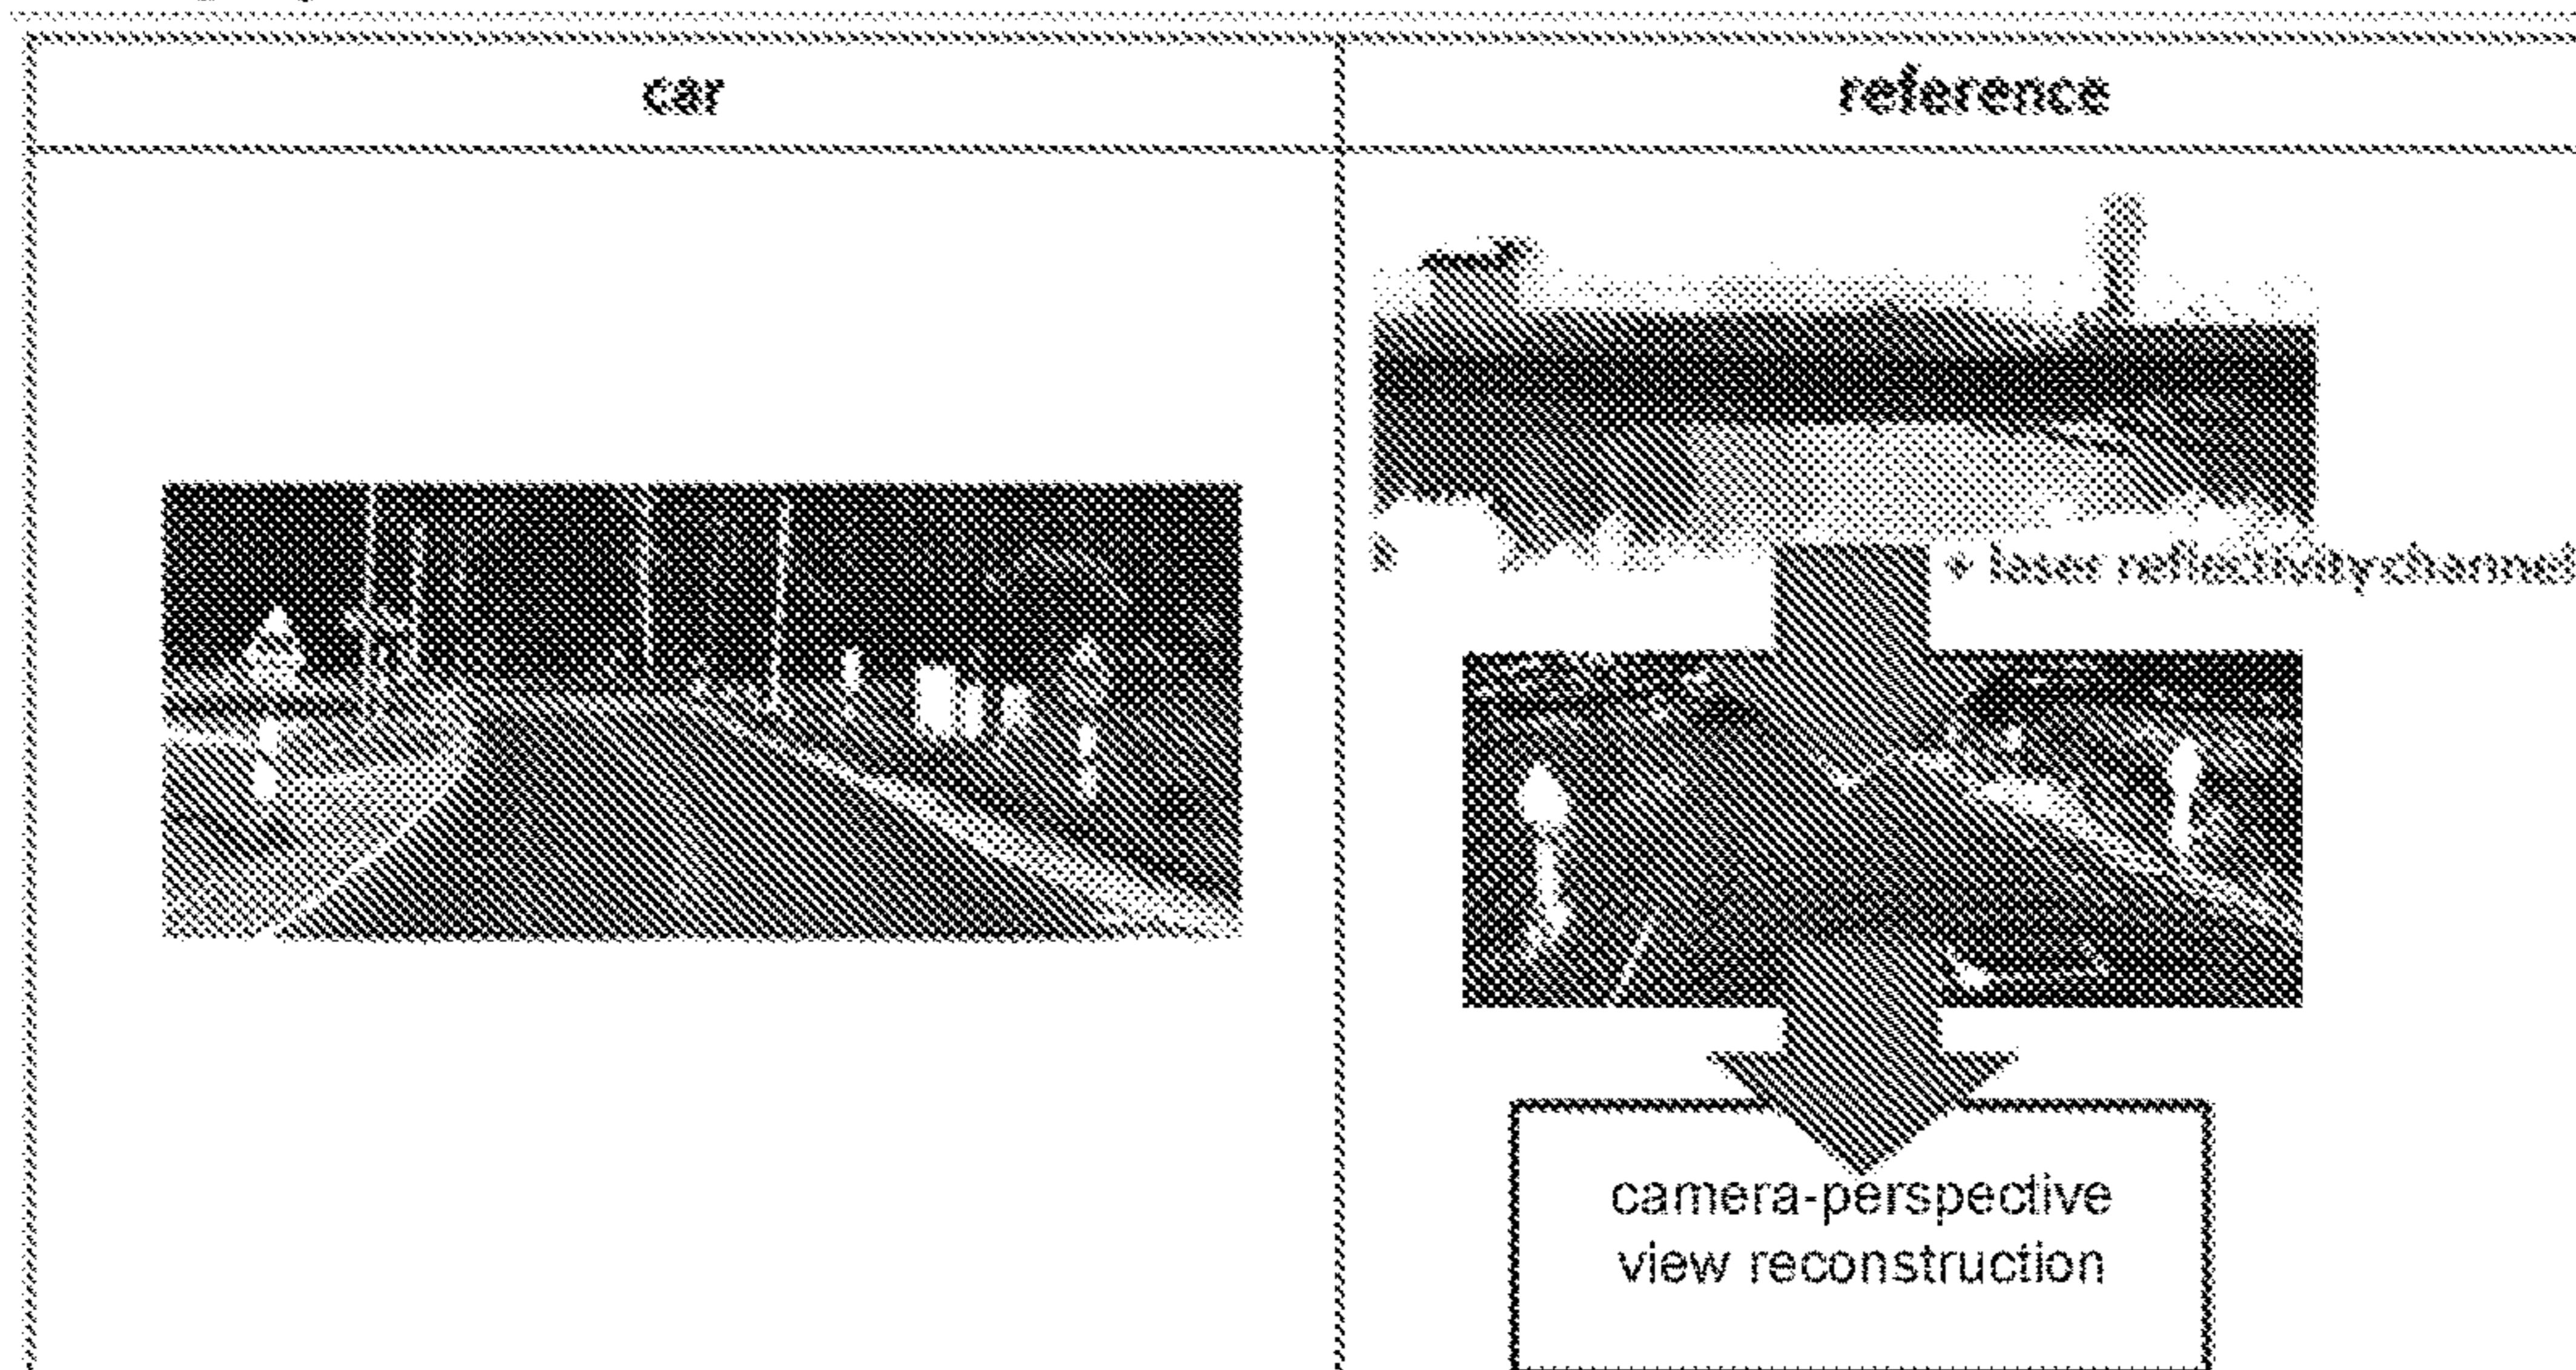 car
reference
+ laser reflectivity channel
camera-perspective
view reconstruction